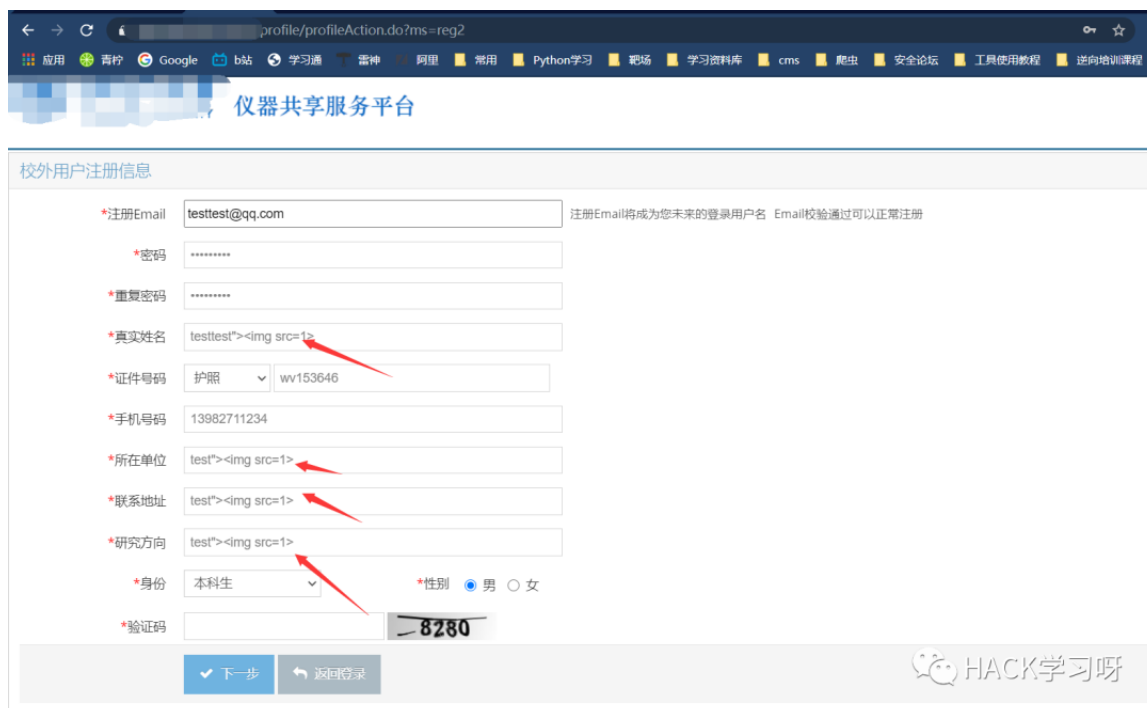 profile/profileAction.do?ms=reg2
应用 青柠 Google b站 学习通 雷神 阿里 常用 Python学习 靶场 学习资料库 cms 爬虫 安全论坛 工具使用教程 逆向培训课程
仪器共享服务平台
校外用户注册信息
*注册Email testtest@qq.com 注册Email将成为您未来的登录用户名 Email校验通过可以正常注册
*密码 •••••••••
*重复密码 •••••••••
*真实姓名 testtest"><img src=1>
*证件号码 护照 wv153646
*手机号码 13982711234
*所在单位 test"><img src=1>
*联系地址 test"><img src=1>
*研究方向 test"><img src=1>
*身份 本科生 *性别 男 女
*验证码 8280
下一步 返回登录
HACK学习呀